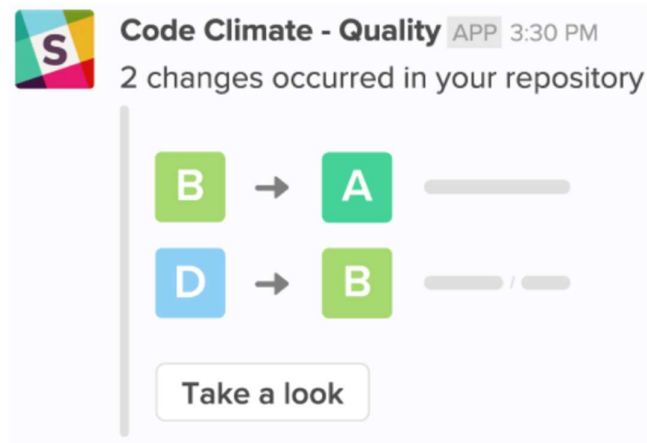 S
Code Climate - Quality APP 3:30 PM
2 changes occurred in your repository
B → A
D → B /
Take a look